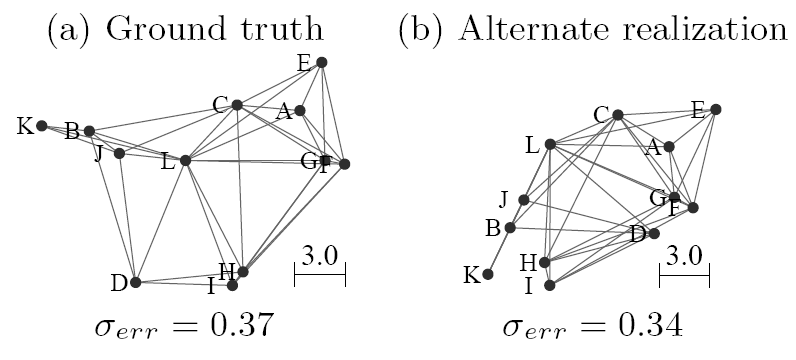 (a) Ground truth
(b) Alternate realization
E
C
A
K
B
J
L
G
F
D
H
I
3.0
σ_err = 0.37
E
C
A
L
J
G
F
B
D
H
K
I
3.0
σ_err = 0.34